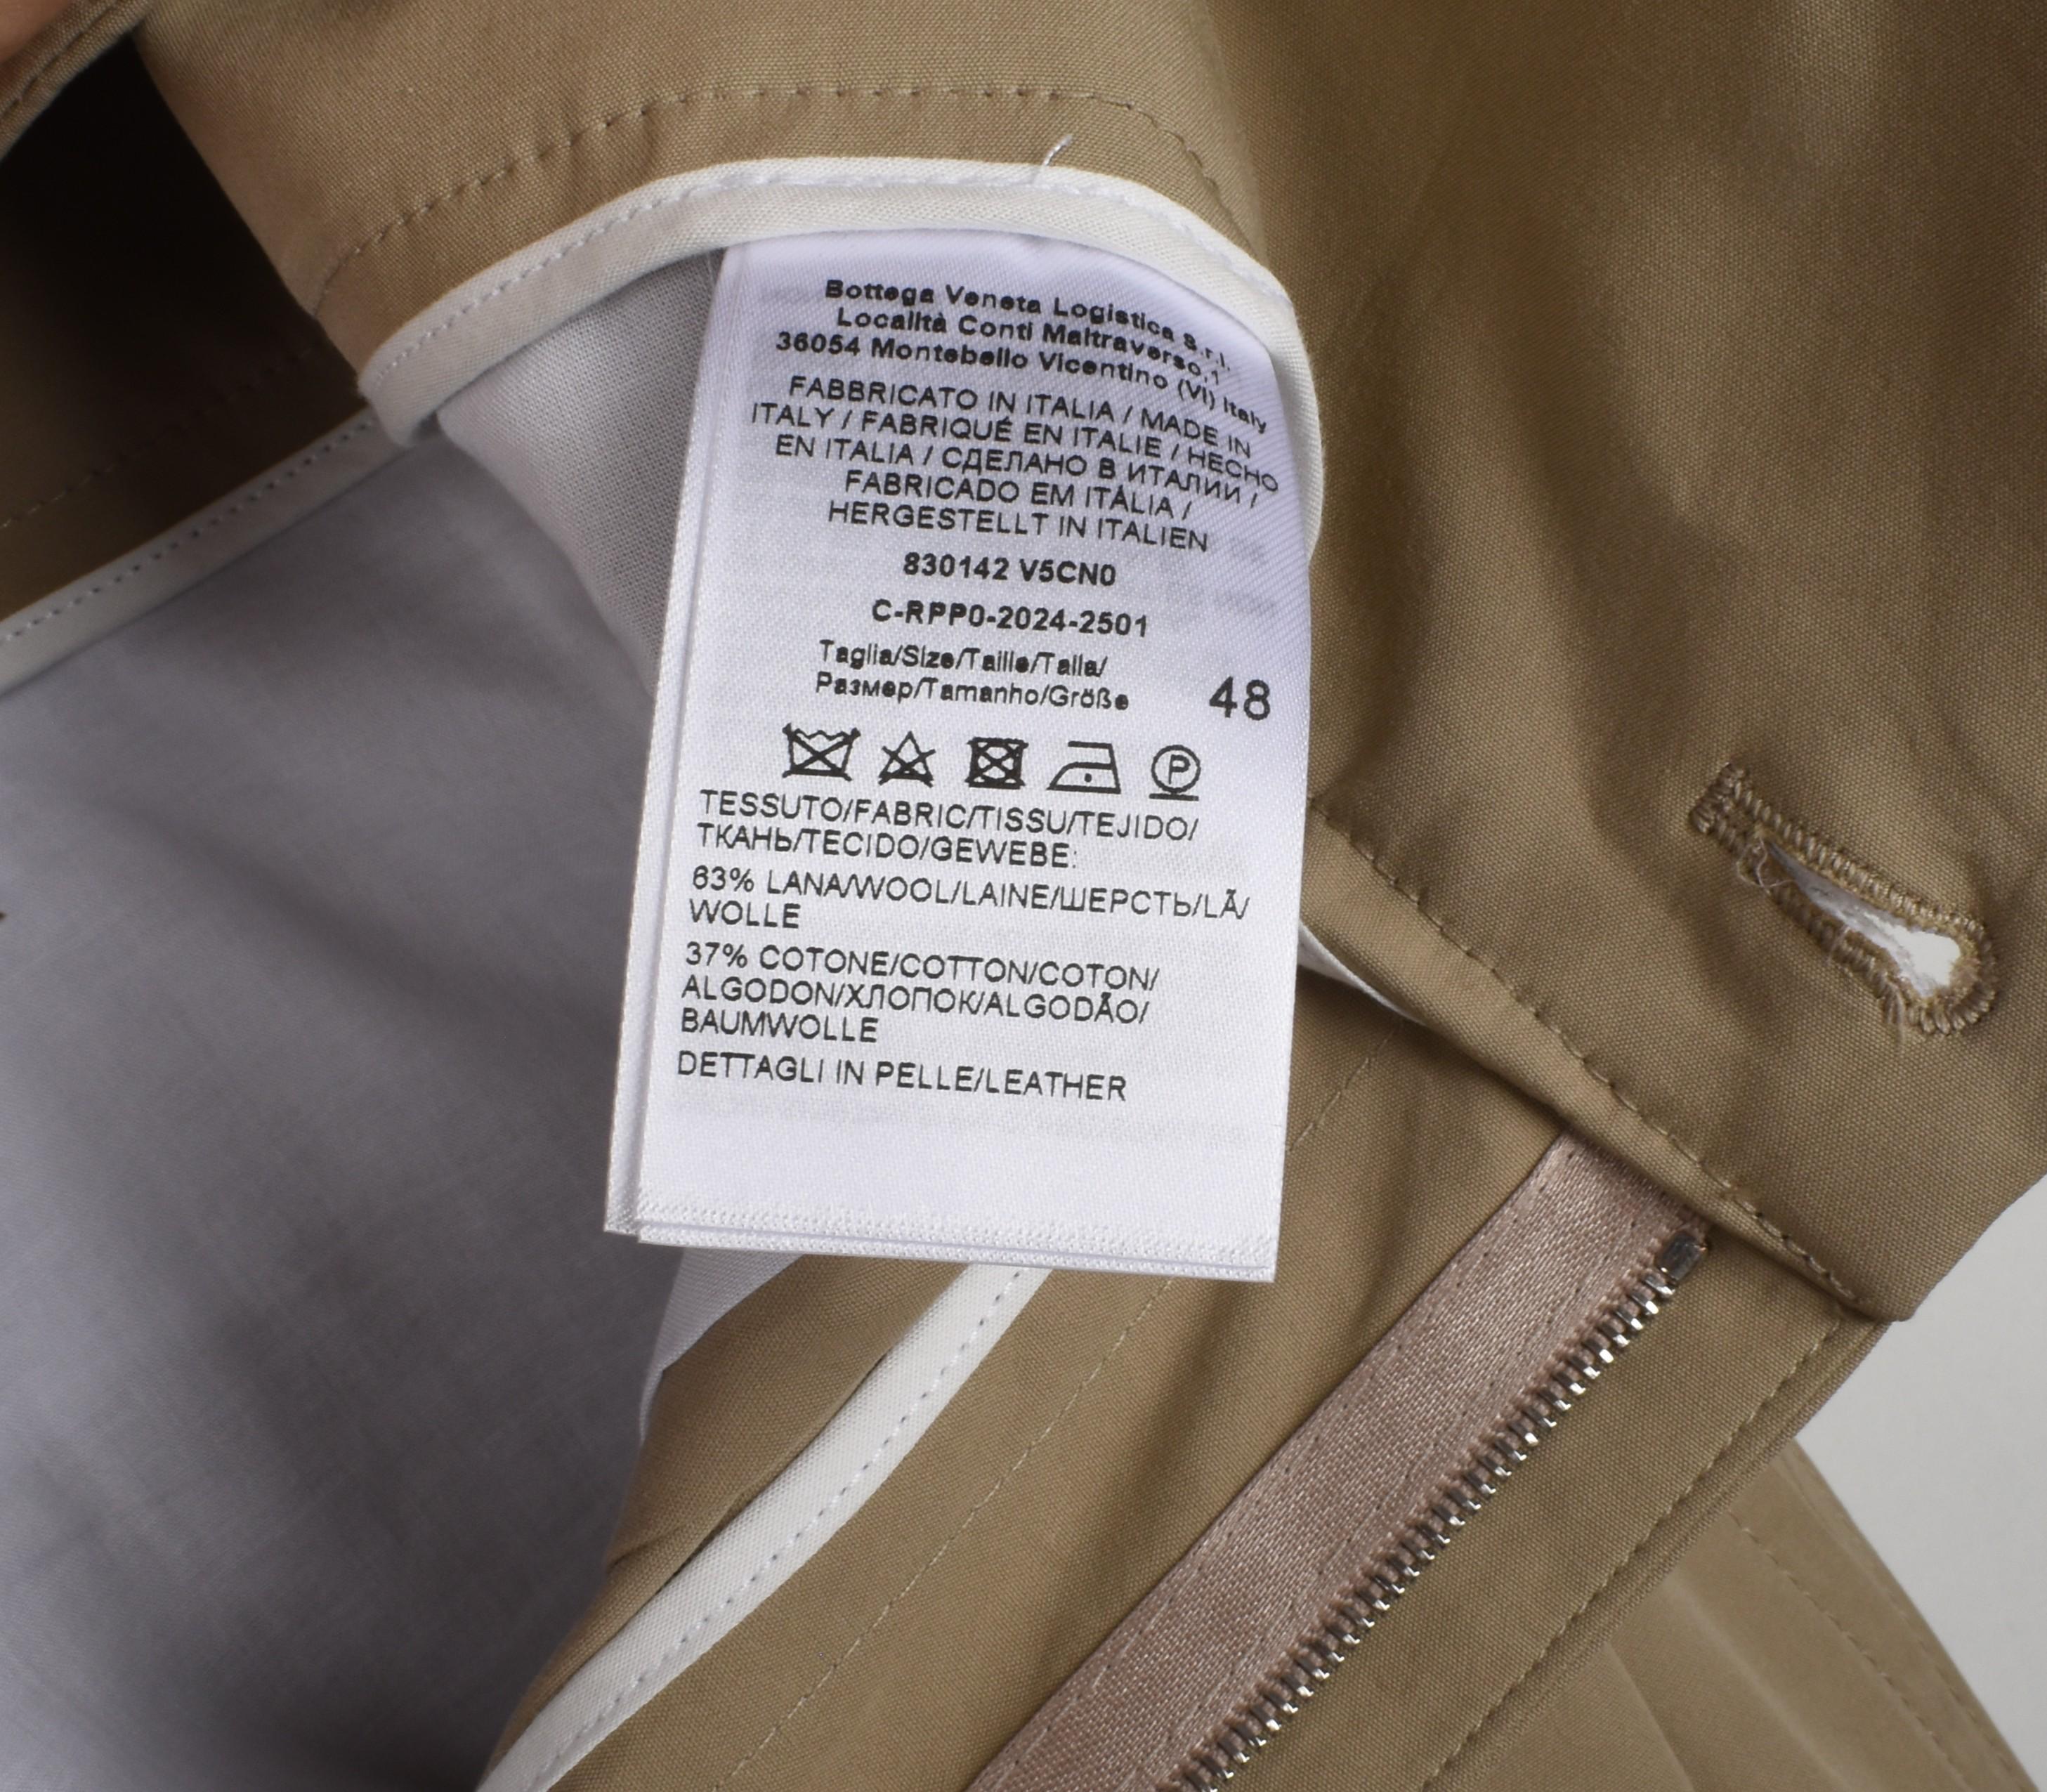 Bottega Veneta Logistica S.r.l.
Località Conti Maltraverso,1
36054 Montebello Vicentino (VI) Italy
FABBRICATO IN ITALIA / MADE IN
ITALY / FABRIQUÉ EN ITALIE / HECHO
EN ITALIA / СДЕЛАНО В ИТАЛИИ /
FABRICADO EM ITÁLIA /
HERGESTELLT IN ITALIEN
830142 V5CN0
C-RPP0-2024-2501
Taglia/Size/Taille/Talla/
Размер/Tamanho/Größe 48
P
TESSUTO/FABRIC/TISSU/TEJIDO/
ТКАНЬ/TECIDO/GEWEBE:
63% LANA/WOOL/LAINE/ШЕРСТЬ/LÃ/
WOLLE
37% COTONE/COTTON/COTON/
ALGODON/ХЛОПОК/ALGODÃO/
BAUMWOLLE
DETTAGLI IN PELLE/LEATHER